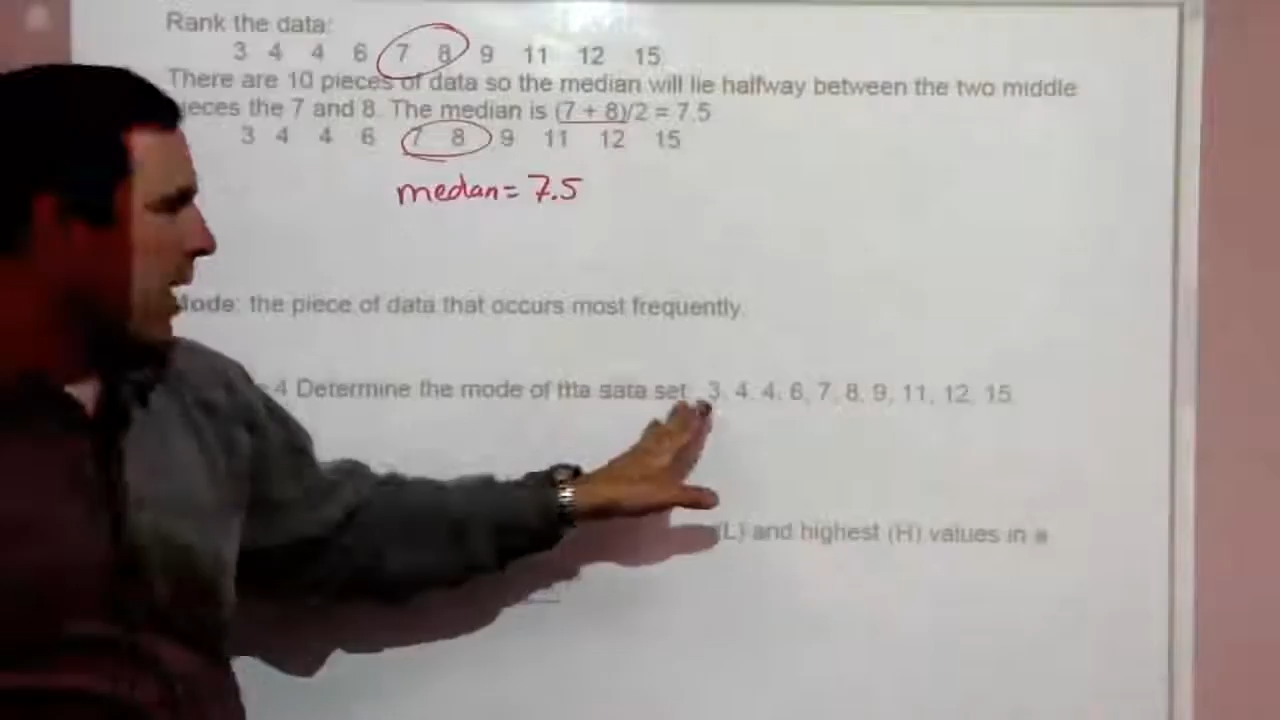 Rank the data:
3 4 4 6 7 8 9 11 12 15
There are 10 pieces of data so the median will lie halfway between the two middle
ieces the 7 and 8. The median is (7 + 8)/2 = 7.5
3 4 4 6 7 8 9 11 12 15
medan = 7.5
Mode: the piece of data that occurs most frequently.
4 Determine the mode of set 3, 4, 4, 6, 7, 8, 9, 11, 12, 15
(L) and highest (H) values in a